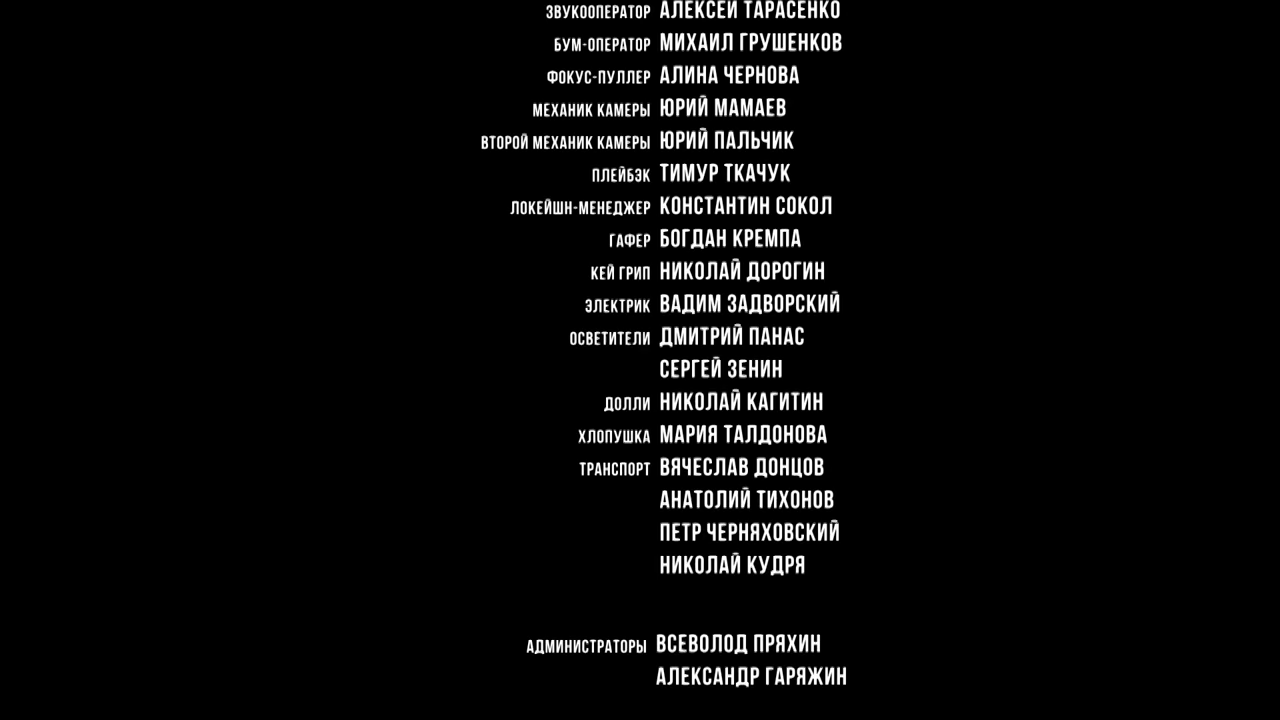 ЗВУКООПЕРАТОР АЛЕКСЕЙ ТАРАСЕНКО
БУМ-ОПЕРАТОР МИХАИЛ ГРУШЕНКОВ
ФОКУС-ПУЛЛЕР АЛИНА ЧЕРНОВА
МЕХАНИК КАМЕРЫ ЮРИЙ МАМАЕВ
ВТОРОЙ МЕХАНИК КАМЕРЫ ЮРИЙ ПАЛЬЧИК
ПЛЕЙБЭК ТИМУР ТКАЧУК
ЛОКЕЙШН-МЕНЕДЖЕР КОНСТАНТИН СОКОЛ
ГАФЕР БОГДАН КРЕМПА
КЕЙ ГРИП НИКОЛАЙ ДОРОГИН
ЭЛЕКТРИК ВАДИМ ЗАДВОРСКИЙ
ОСВЕТИТЕЛИ ДМИТРИЙ ПАНАС
СЕРГЕЙ ЗЕНИН
ДОЛЛИ НИКОЛАЙ КАГИТИН
ХЛОПУШКА МАРИЯ ТАЛДОНОВА
ТРАНСПОРТ ВЯЧЕСЛАВ ДОНЦОВ
АНАТОЛИЙ ТИХОНОВ
ПЕТР ЧЕРНЯХОВСКИЙ
НИКОЛАЙ КУДРЯ
АДМИНИСТРАТОРЫ ВСЕВОЛОД ПРЯХИН
АЛЕКСАНДР ГАРЯЖИН